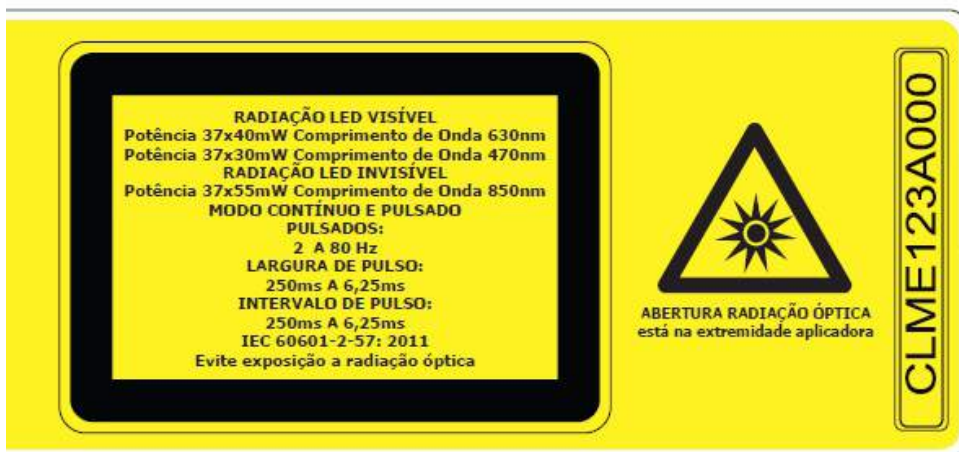 RADIAÇÃO LED VISÍVEL
Potência 37x40mW Comprimento de Onda 630nm
Potência 37x30mW Comprimento de Onda 470nm
RADIAÇÃO LED INVISÍVEL
Potência 37x55mW Comprimento de Onda 850nm
MODO CONTÍNUO E PULSADO
PULSADOS:
2 A 80 Hz
LARGURA DE PULSO:
250ms A 6,25ms
INTERVALO DE PULSO:
250ms A 6,25ms
IEC 60601-2-57: 2011
Evite exposição a radiação óptica
ABERTURA RADIAÇÃO ÓPTICA
está na extremidade aplicadora
CLME123A000